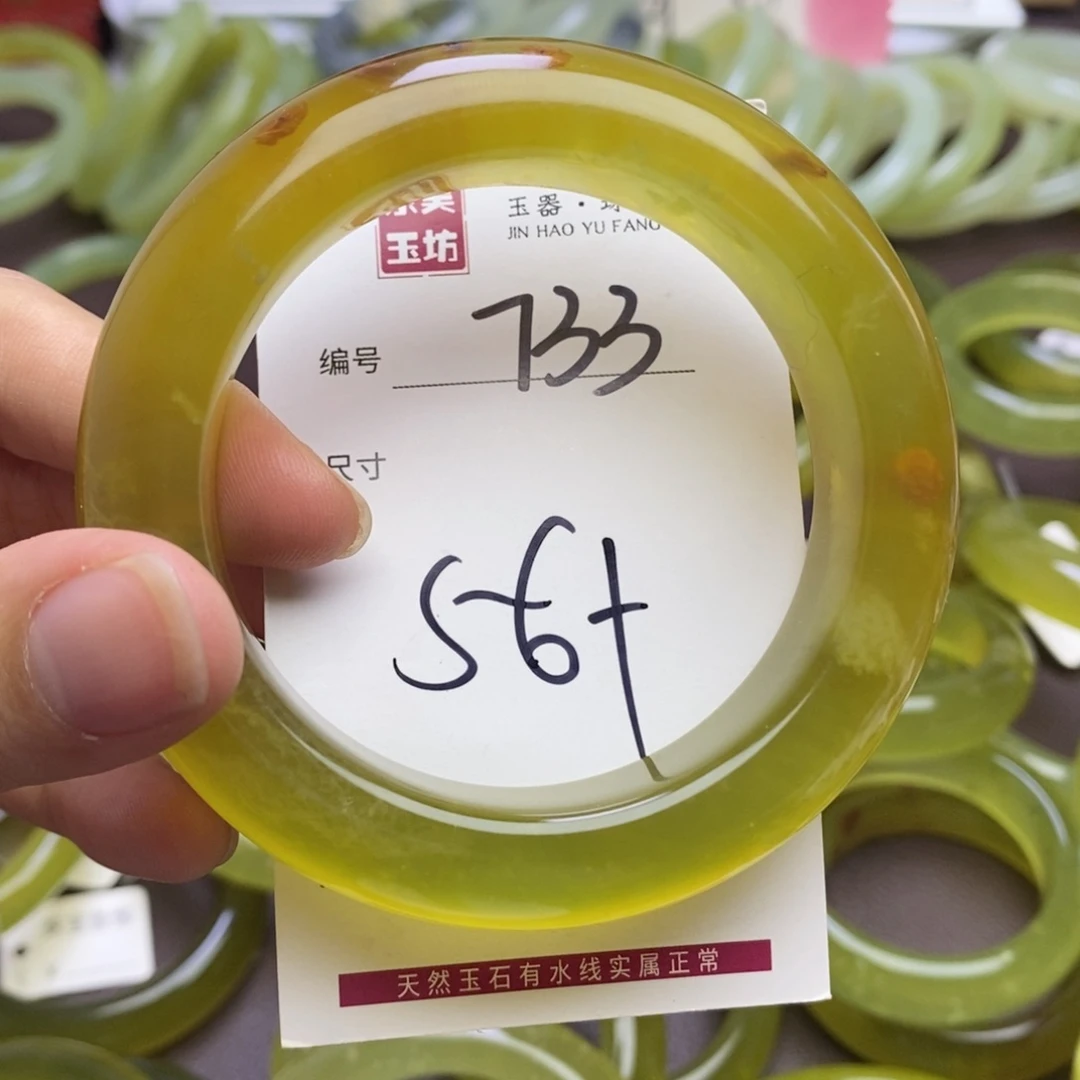 玉坊
玉器·
JIN HAO YU FANG
编号 733
尺寸
56+
天然玉石有水线实属正常